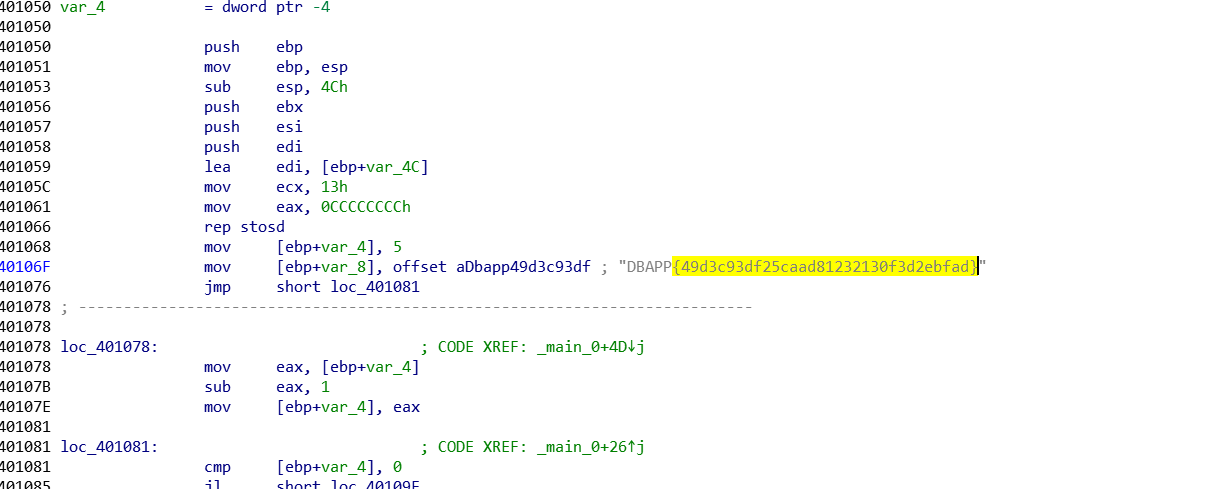 401050 var_4 = dword ptr -4
401050
401050 push ebp
401051 mov ebp, esp
401053 sub esp, 4Ch
401056 push ebx
401057 push esi
401058 push edi
401059 lea edi, [ebp+var_4C]
40105C mov ecx, 13h
401061 mov eax, 0CCCCCCCCh
401066 rep stosd
401068 mov [ebp+var_4], 5
40106F mov [ebp+var_8], offset aDbapp49d3c93df ; "DBAPP{49d3c93df25caad81232130f3d2ebfad}"
401076 jmp short loc_401081
401078 ; ---------------------------------------------------------------------------
401078
401078 loc_401078: ; CODE XREF: _main_0+4D↓j
401078 mov eax, [ebp+var_4]
40107B sub eax, 1
40107E mov [ebp+var_4], eax
401081
401081 loc_401081: ; CODE XREF: _main_0+26↑j
401081 cmp [ebp+var_4], 0
401085 jl short loc_40109F